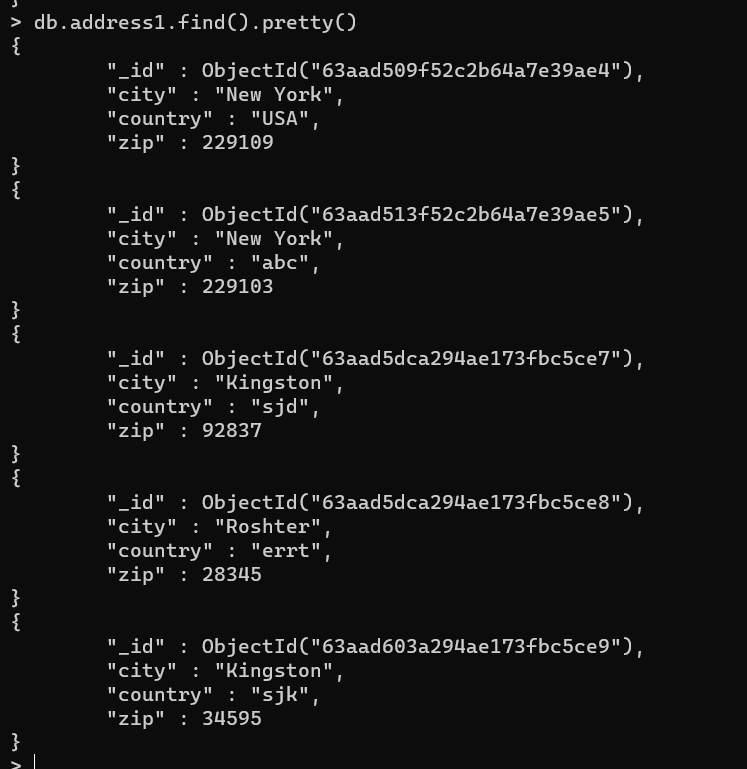 }
> db.address1.find().pretty()
{
        "_id" : ObjectId("63aad509f52c2b64a7e39ae4"),
        "city" : "New York",
        "country" : "USA",
        "zip" : 229109
}
{
        "_id" : ObjectId("63aad513f52c2b64a7e39ae5"),
        "city" : "New York",
        "country" : "abc",
        "zip" : 229103
}
{
        "_id" : ObjectId("63aad5dca294ae173fbc5ce7"),
        "city" : "Kingston",
        "country" : "sjd",
        "zip" : 92837
}
{
        "_id" : ObjectId("63aad5dca294ae173fbc5ce8"),
        "city" : "Roshter",
        "country" : "errt",
        "zip" : 28345
}
{
        "_id" : ObjectId("63aad603a294ae173fbc5ce9"),
        "city" : "Kingston",
        "country" : "sjk",
        "zip" : 34595
}
>